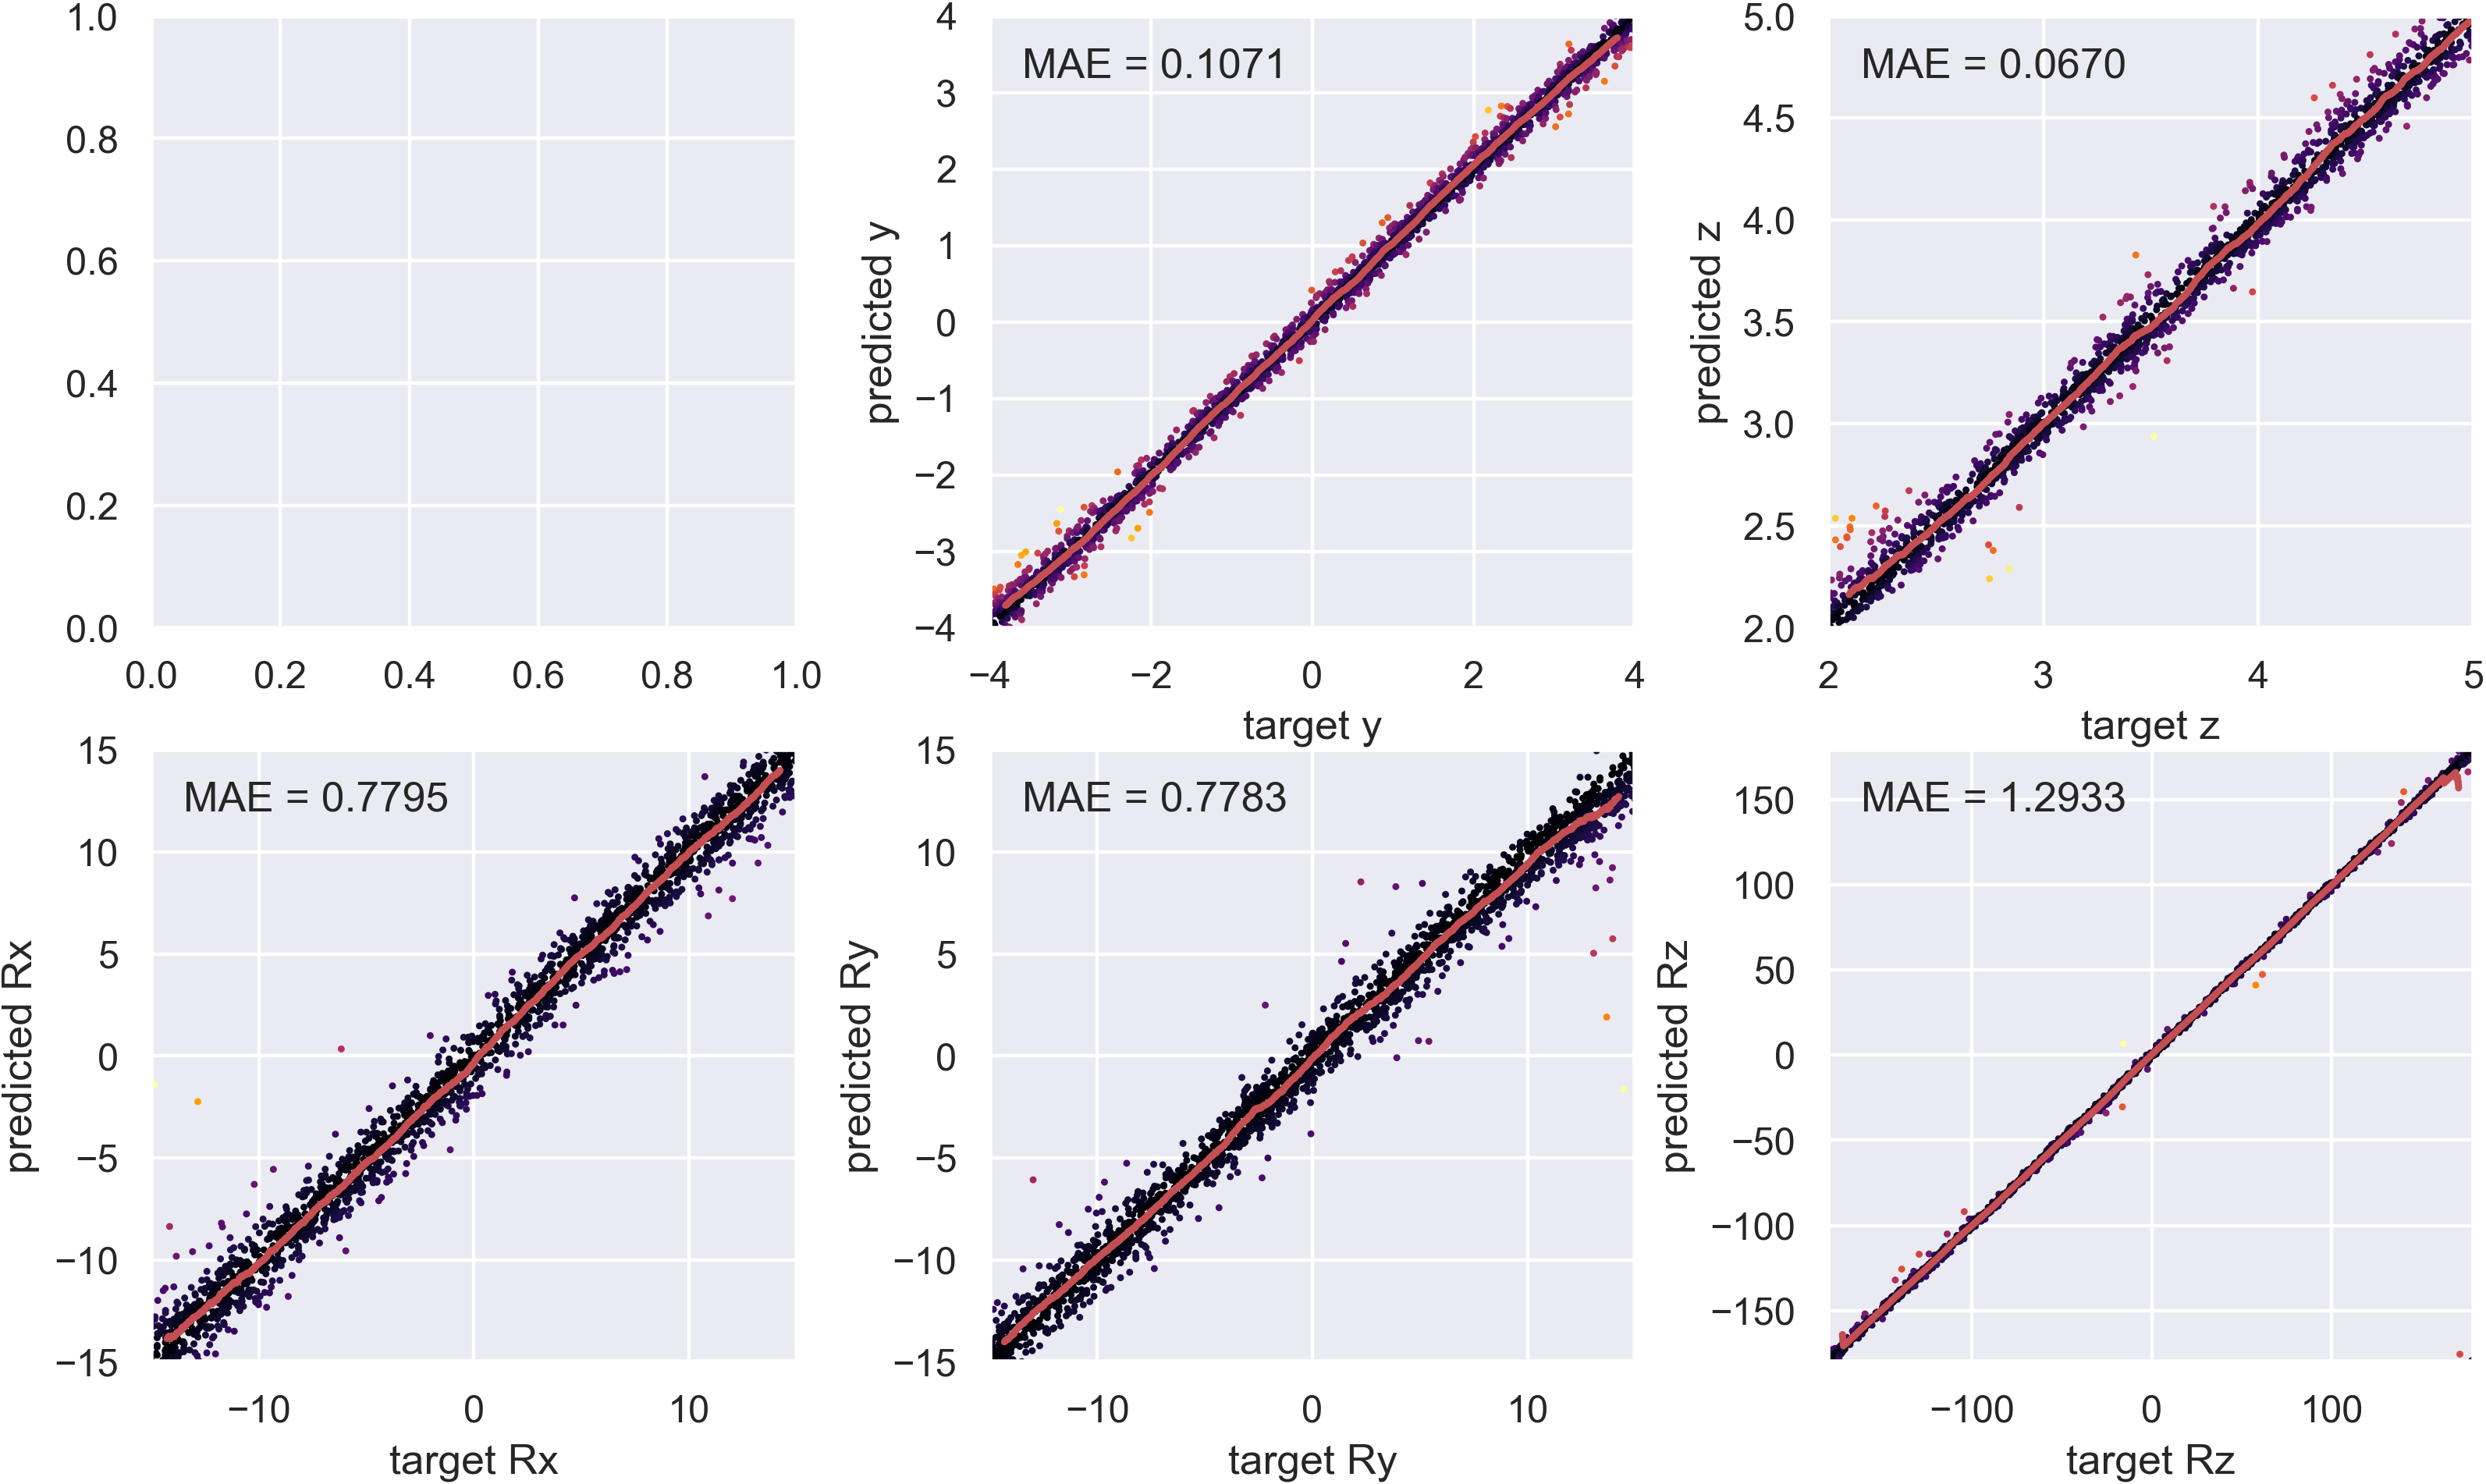 1.0
0.8
0.6
0.4
0.2
0.0
0.0 0.2 0.4 0.6 0.8 1.0
MAE = 0.1071
predicted y
4
3
2
1
0
−1
−2
−3
−4
−4 −2 0 2 4
target y
MAE = 0.0670
predicted z
5.0
4.5
4.0
3.5
3.0
2.5
2.0
2 3 4 5
target z
MAE = 0.7795
predicted Rx
15
10
5
0
−5
−10
−15
−10 0 10
target Rx
MAE = 0.7783
predicted Ry
15
10
5
0
−5
−10
−15
−10 0 10
target Ry
MAE = 1.2933
predicted Rz
150
100
50
0
−50
−100
−150
−100 0 100
target Rz